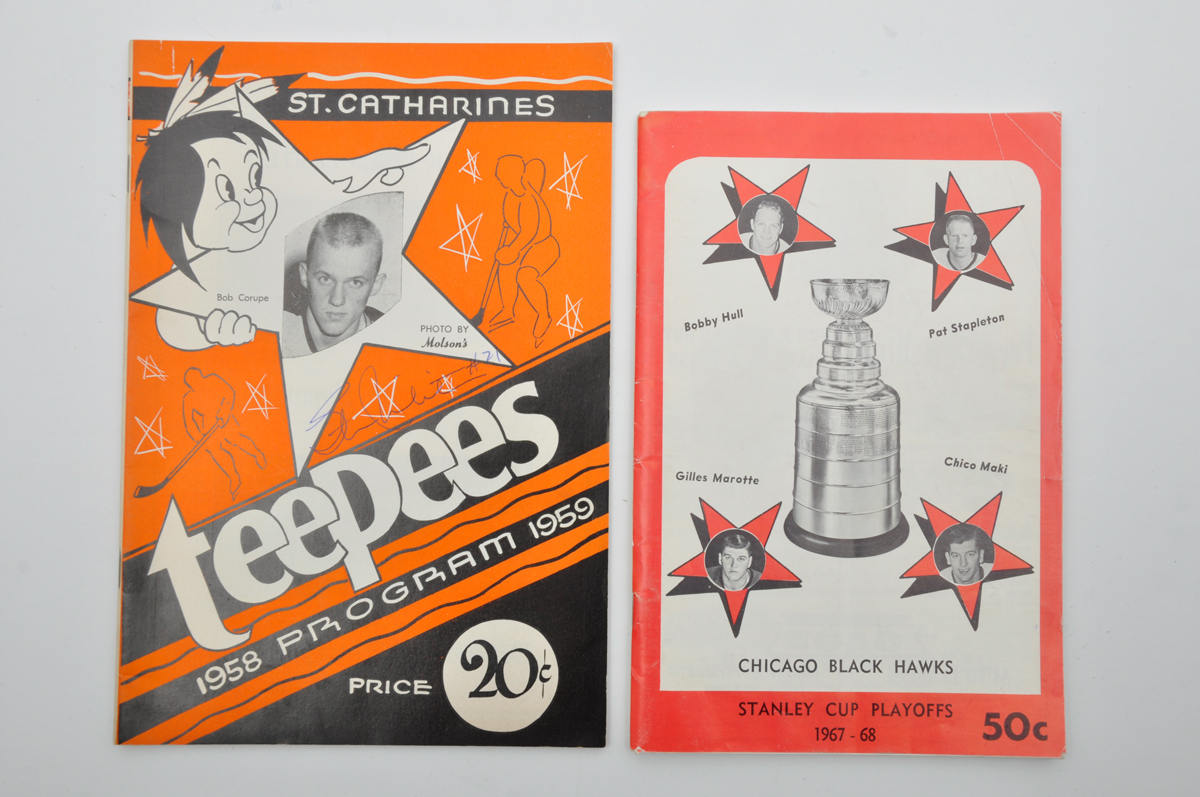 ST. CATHARINES
Bob Corupe
PHOTO BY
Molson's
#21
teepees
1958 PROGRAM 1959
PRICE 20¢
Bobby Hull
Pat Stapleton
Gilles Marotte
Chico Maki
CHICAGO BLACK HAWKS
STANLEY CUP PLAYOFFS
1967 - 68
50c